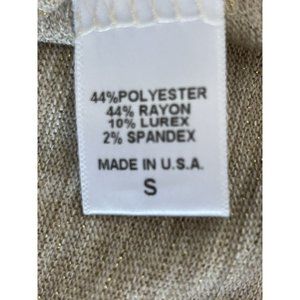 44%POLYESTER
44% RAYON
10% LUREX
2% SPANDEX
MADE IN U.S.A.
S